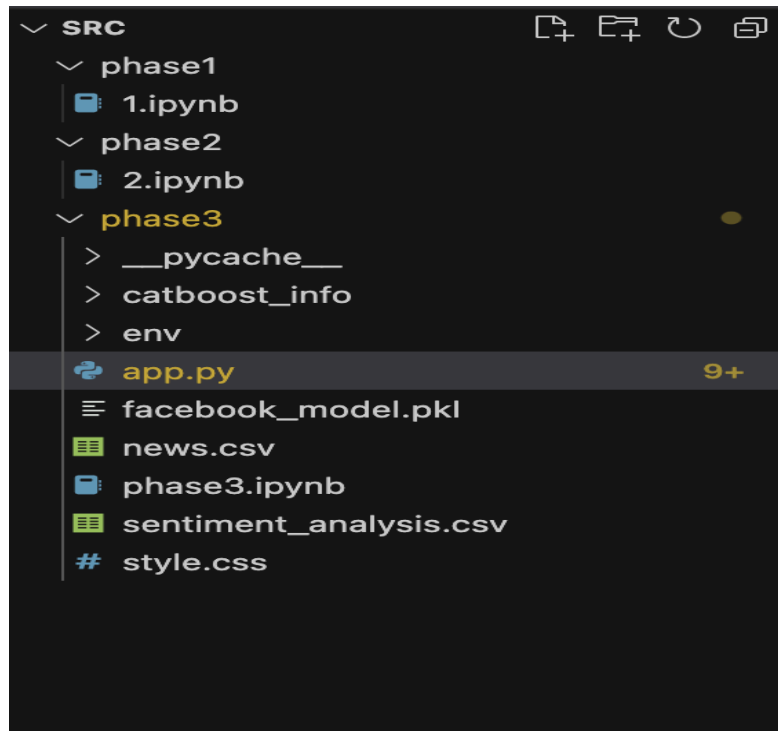 SRC
phase1
1.ipynb
phase2
2.ipynb
phase3
__pycache__
catboost_info
env
app.py 9+
facebook_model.pkl
news.csv
phase3.ipynb
sentiment_analysis.csv
# style.css